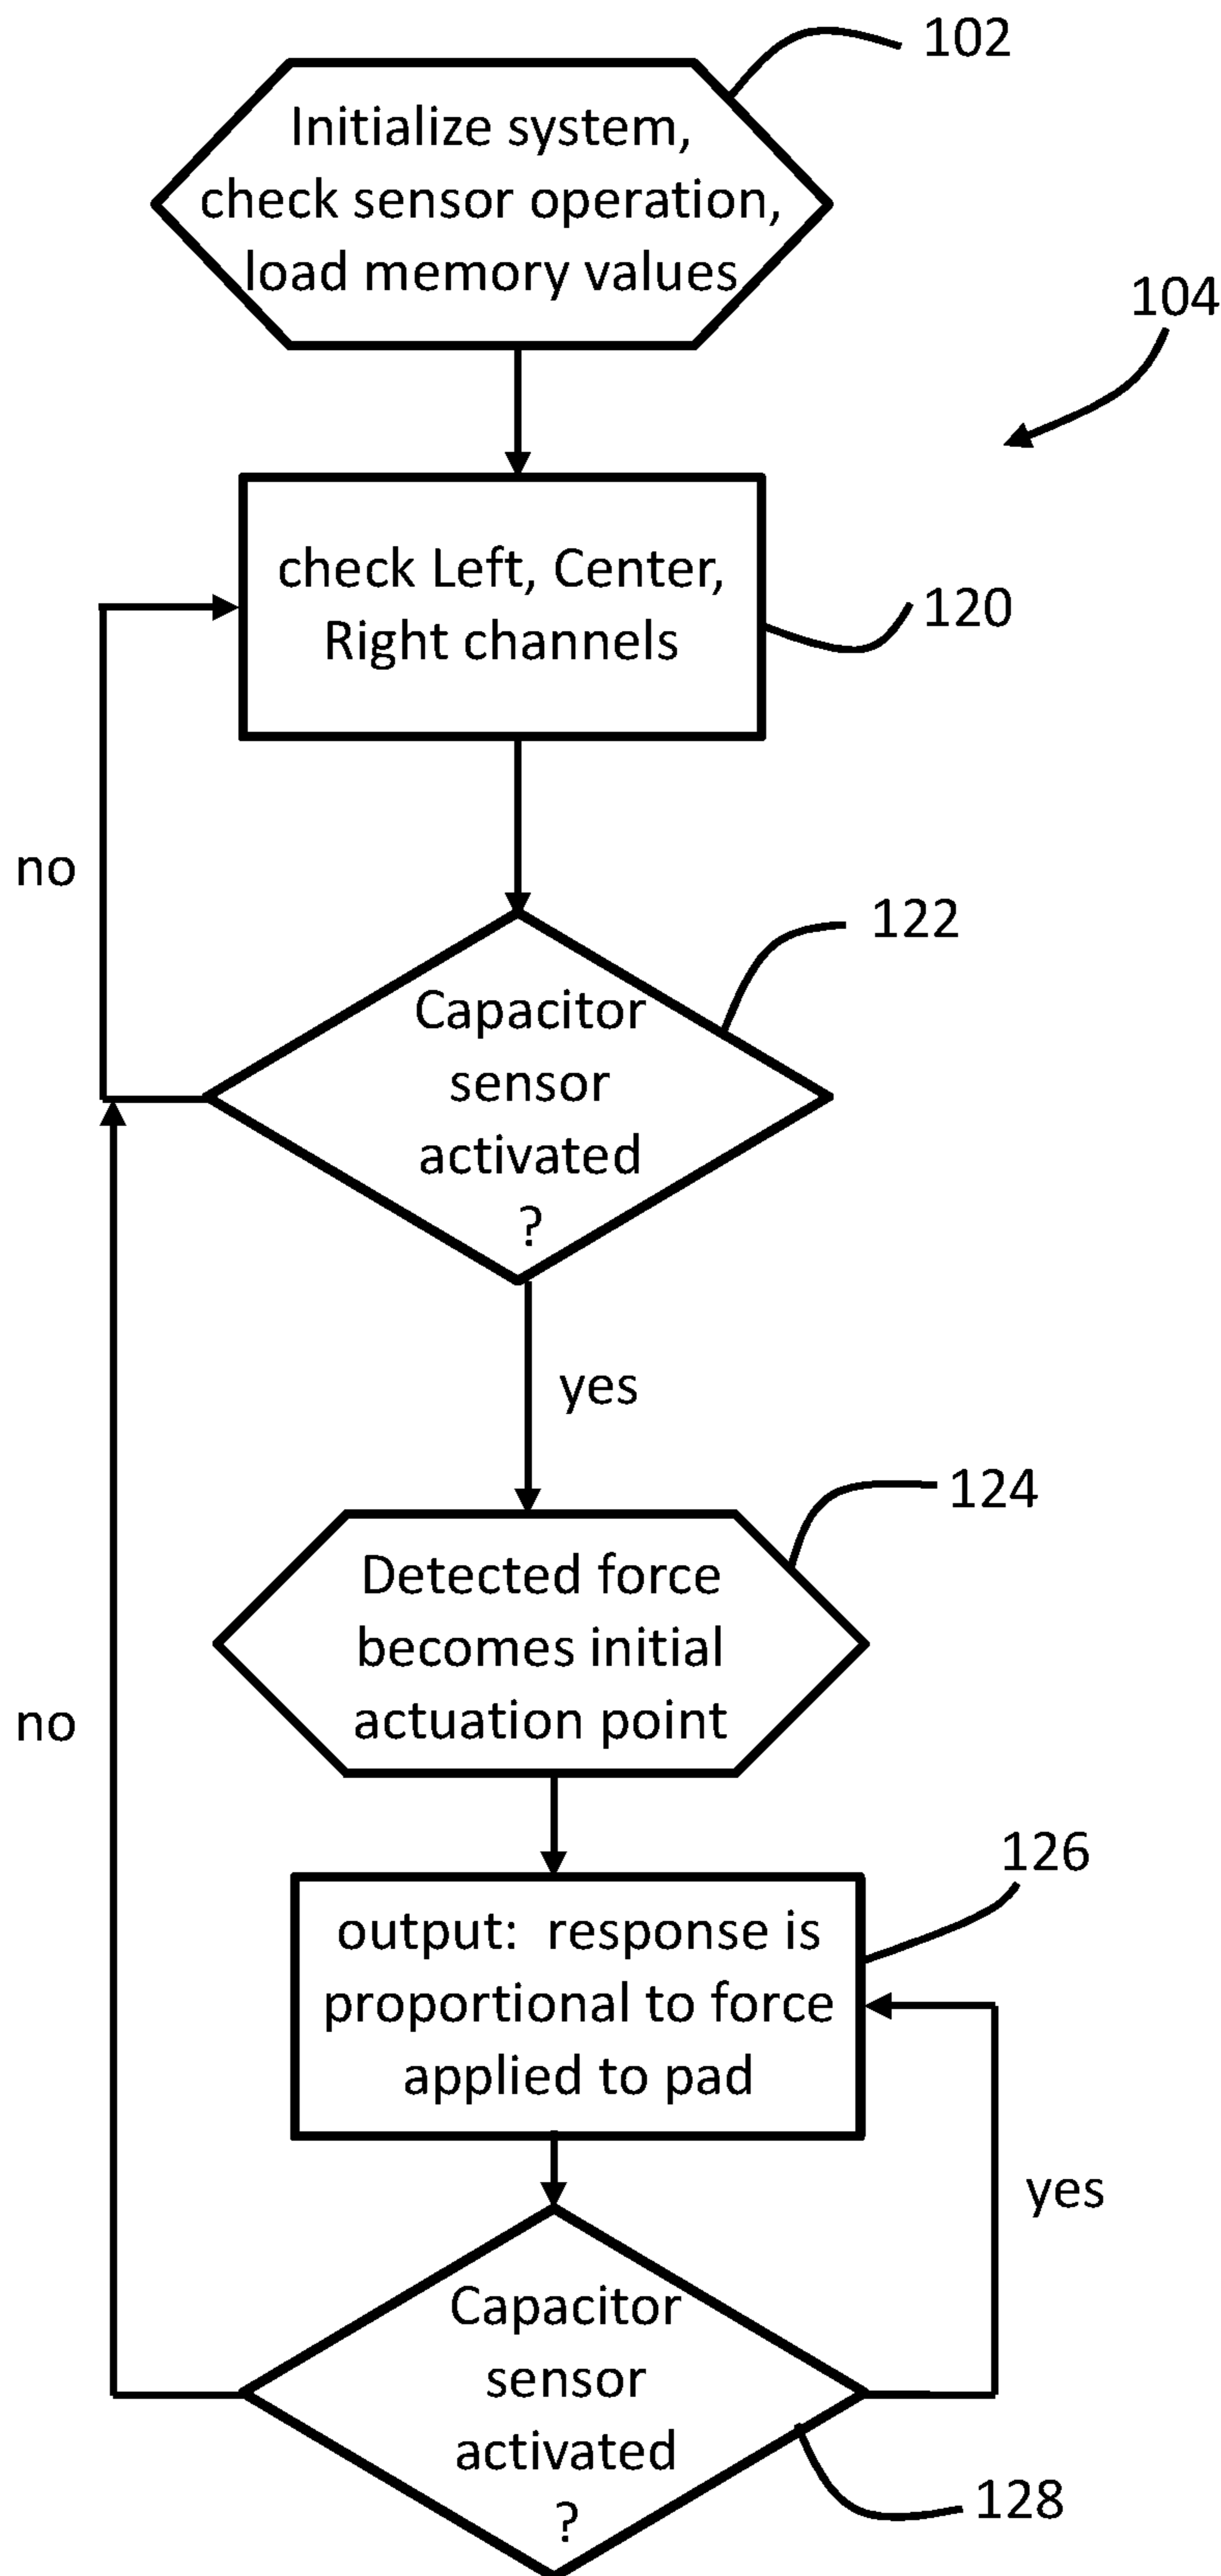 102
Initialize system,
check sensor operation,
load memory values
104
check Left, Center,
Right channels
120
no
122
Capacitor
sensor
activated
?
yes
124
Detected force
becomes initial
actuation point
no
126
output:  response is
proportional to force
applied to pad
yes
Capacitor
sensor
activated
?
128